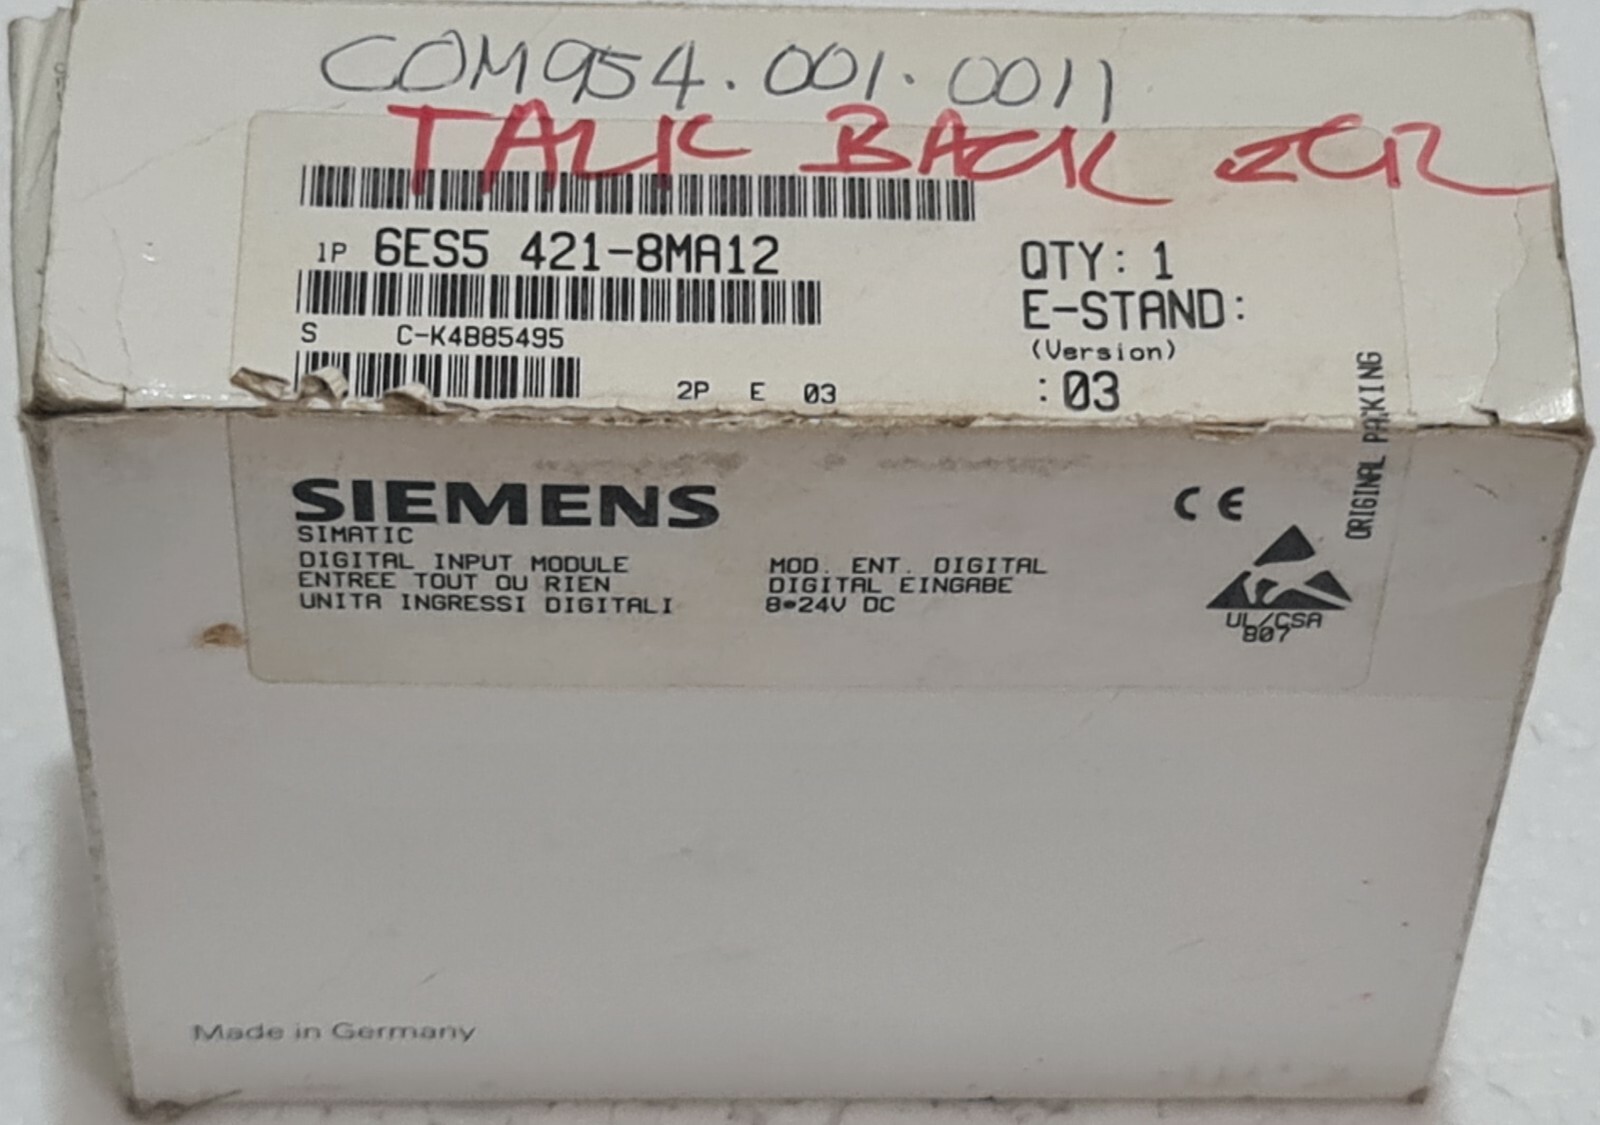 COM954.001.0011
TALK BACK
1P 6ES5 421-8MA12
QTY: 1
E-STAND:
(Version)
:03
S C-K4B85495
2P E 03
ORIGINAL PACKING
SIEMENS
SIMATIC
DIGITAL INPUT MODULE
ENTREE TOUT OU RIEN
UNITA INGRESSI DIGITALI
MOD. ENT. DIGITAL
DIGITAL EINGABE
8*24V DC
CE
UL/CSA
807
Made in Germany